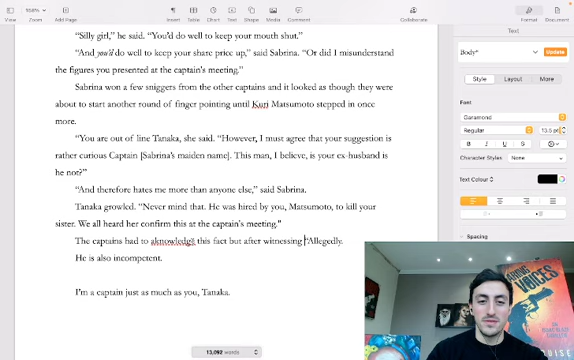 108%
View
Zoom
Add Page
Insert
Table
Chart
Text
Shape
Media
Comment
Collaborate
Format
Document
"Silly girl," he said. "You'd do well to keep your mouth shut."
"And you'd do well to keep your share price up," said Sabrina. "Or did I misunderstand
the figures you presented at the captain's meeting."
Sabrina won a few sniggers from the other captains and it looked as though they were
about to start another round of finger pointing until Kuri Matsumoto stepped in once
more.
"You are out of line Tanaka, she said. "However, I must agree that your suggestion is
rather curious Captain [Sabrina's maiden name]. This man, I believe, is your ex-husband is
he not?"
"And therefore hates me more than anyone else," said Sabrina.
Tanaka growled. "Never mind that. He was hired by you, Matsumoto, to kill your
sister. We all heard her confirm this at the captain's meeting."
The captains had to aknowledge this fact but after witnessing "Allegedly.
He is also incompetent.
I'm a captain just as much as you, Tanaka.
13,092 words
Text
Body*
Update
Style
Layout
More
Font
Garamond
Regular
13.5 pt
B
I
U
S
Character Styles
None
Text Colour
Spacing
VOICES